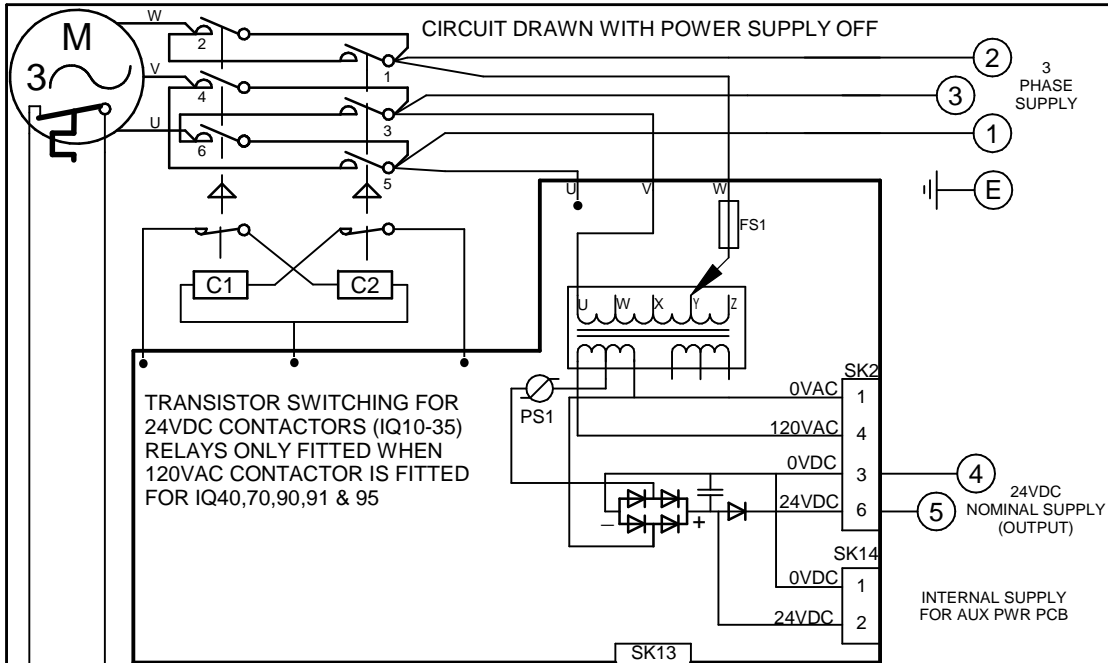 CIRCUIT DRAWN WITH POWER SUPPLY OFF
W
M
3
V
U
2
4
6
1
3
5
2
3
1
E
3
PHASE
SUPPLY
U
V
W
FS1
C1
C2
U
W
X
Y
Z
PS1
TRANSISTOR SWITCHING FOR
24VDC CONTACTORS (IQ10-35)
RELAYS ONLY FITTED WHEN
120VAC CONTACTOR IS FITTED
FOR IQ40,70,90,91 & 95
SK2
0VAC
1
120VAC
4
0VDC
3
24VDC
6
–
+
4
5
24VDC
NOMINAL SUPPLY
(OUTPUT)
SK14
0VDC
1
24VDC
2
INTERNAL SUPPLY
FOR AUX PWR PCB
SK13